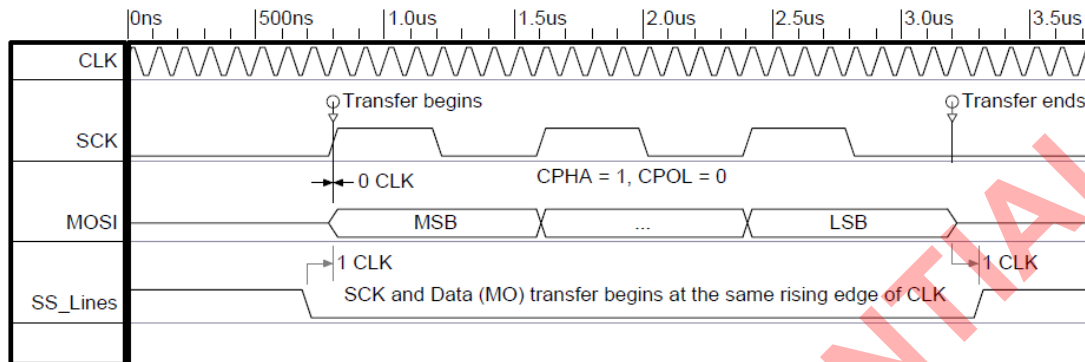 0ns 500ns 1.0us 1.5us 2.0us 2.5us 3.0us 3.5us
CLK
Transfer begins Transfer ends
SCK
0 CLK CPHA = 1, CPOL = 0
MOSI MSB ... LSB
1 CLK 1 CLK
SS_Lines SCK and Data (MO) transfer begins at the same rising edge of CLK
NTIAL